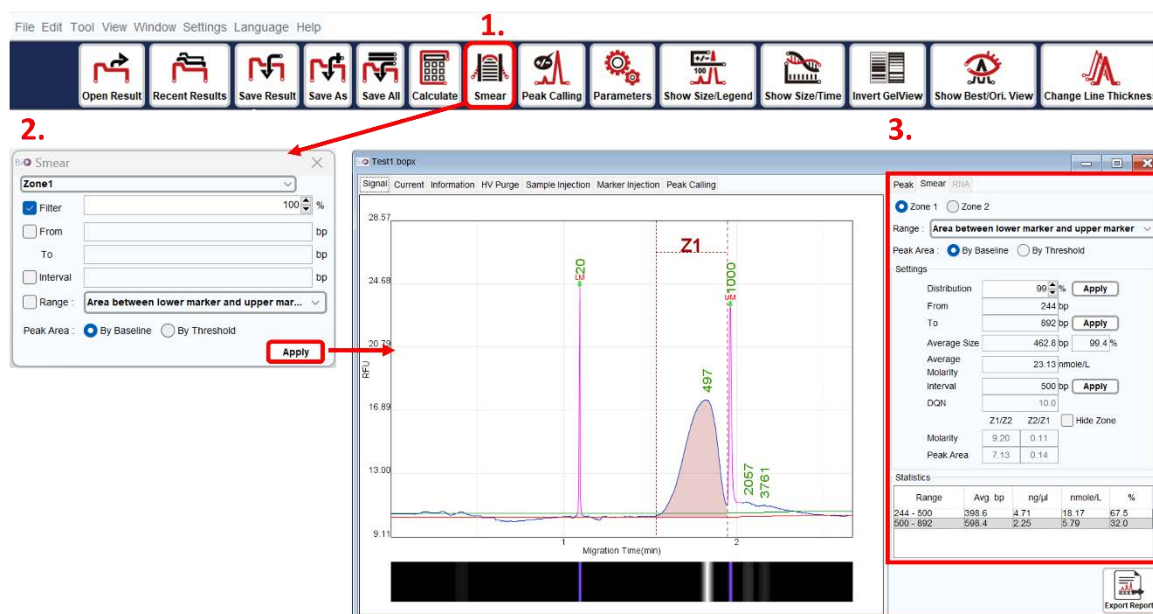 File Edit Tool View Window Settings Language Help
1.
Open Result Recent Results Save Result Save As Save All Calculate Smear Peak Calling Parameters Show Size/Legend Show Size/Time Invert GelView Show Best/Ori. View Change Line Thickness
2.
Smear
Zone1
Filter 100 %
From bp
To bp
Interval bp
Range : Area between lower marker and upper mar...
Peak Area : By Baseline By Threshold
Apply
Test1.bopx
Signal Current Information HV Purge Sample Injection Marker Injection Peak Calling
28.57
24.68
20.79
16.89
13.00
9.11
RFU
Z1
20
LM
1000
UM
497
2057
3761
1 2
Migration Time(min)
3.
Peak Smear RNA
Zone 1 Zone 2
Range : Area between lower marker and upper marker
Peak Area : By Baseline By Threshold
Settings
Distribution 99 % Apply
From 244 bp
To 892 bp Apply
Average Size 462.8 bp 99.4 %
Average
Molarity 23.13 nmole/L
Interval 500 bp Apply
DQN 10.0
Z1/Z2 Z2/Z1 Hide Zone
Molarity 9.20 0.11
Peak Area 7.13 0.14
Statistics
Range Avg. bp ng/µl nmole/L %
244 - 500 398.6 4.71 18.17 67.5
500 - 892 598.4 2.25 5.79 32.0
Export Report